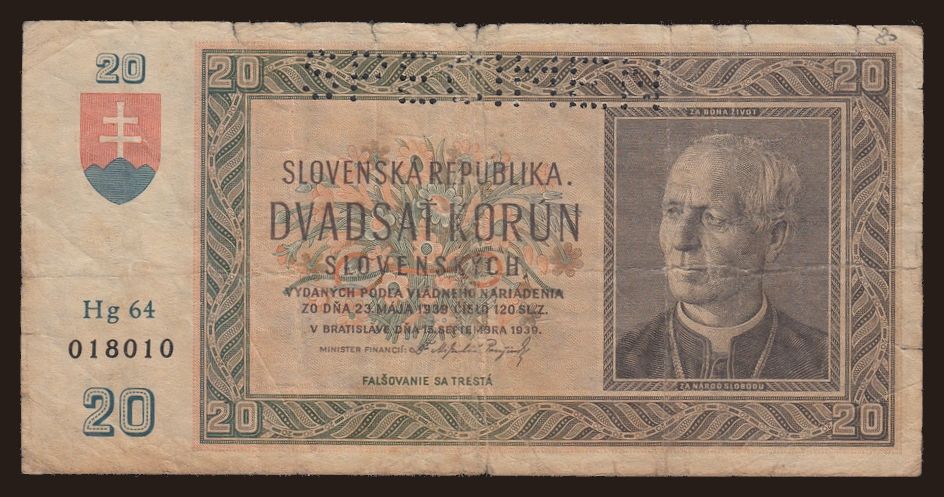 20
20
SPECIMEN
20
ZA BOHA ŽIVOT
SLOVENSKÁ REPUBLIKA.
DVADSAŤ KORÚN
SLOVENSKÝCH,
VYDANÝCH PODĽA VLÁDNEHO NARIADENIA
ZO DŇA 23. MÁJA 1939 ČÍSLO 120 SL.Z.
V BRATISLAVE DŇA 15. SEPTEMBRA 1939.
MINISTER FINANCIÍ:
FALŠOVANIE SA TRESTÁ
Hg 64
018010
ZA NÁROD SLOBODU
20
20
20